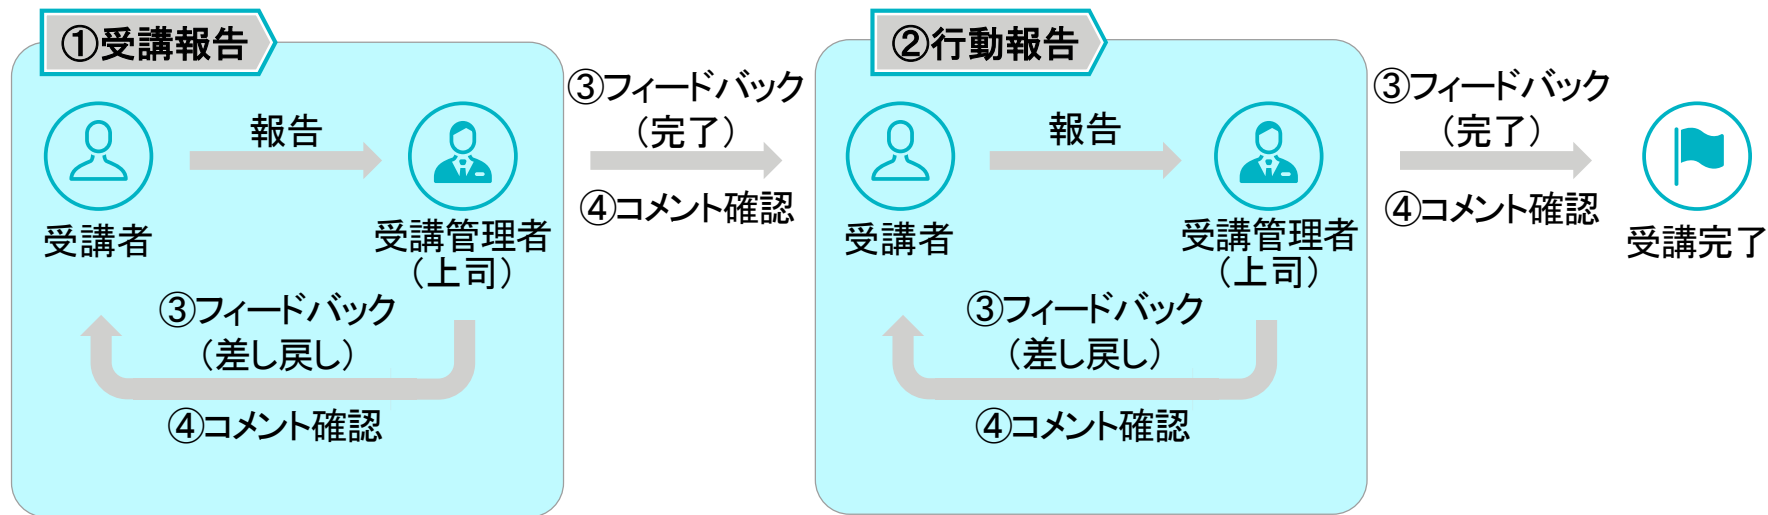 ①受講報告
報告
受講者
受講管理者
（上司）
③フィードバック
（差し戻し）
④コメント確認
③フィードバック
（完了）
④コメント確認
②行動報告
報告
受講者
受講管理者
（上司）
③フィードバック
（差し戻し）
④コメント確認
③フィードバック
（完了）
④コメント確認
受講完了